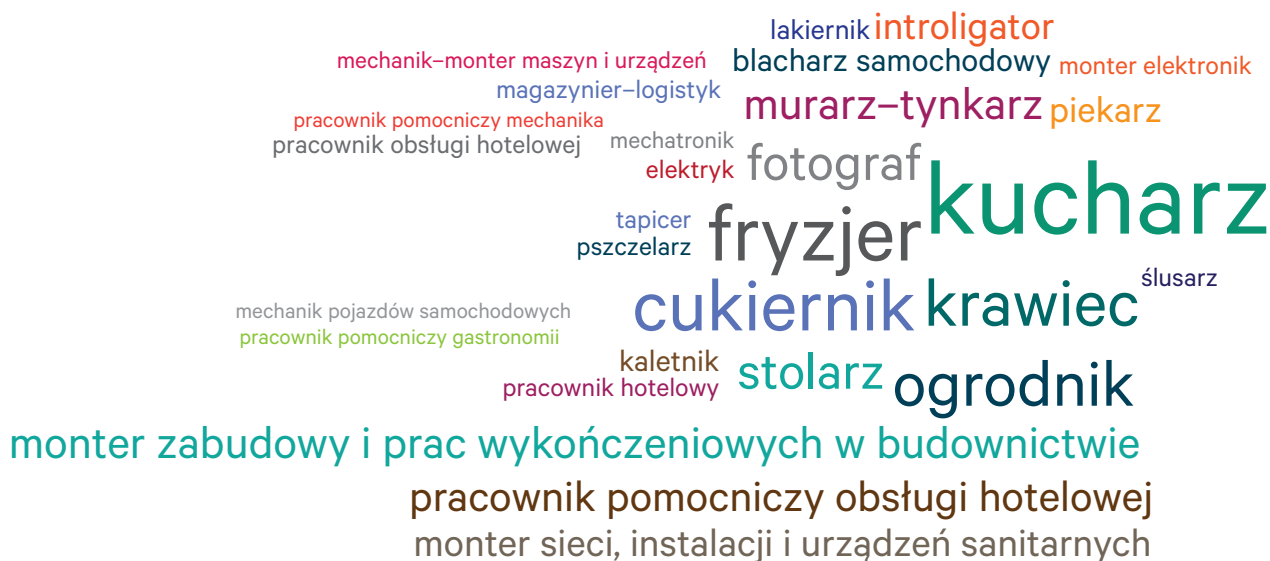 lakiernik introligator
mechanik–monter maszyn i urządzeń blacharz samochodowy monter elektronik
magazynier–logistyk murarz–tynkarz piekarz
pracownik pomocniczy mechanika
pracownik obsługi hotelowej mechatronik
elektryk fotograf kucharz
tapicer fryzjer
pszczelarz
ślusarz
cukiernik krawiec
mechanik pojazdów samochodowych
pracownik pomocniczy gastronomii
kaletnik stolarz ogrodnik
pracownik hotelowy
monter zabudowy i prac wykończeniowych w budownictwie
pracownik pomocniczy obsługi hotelowej
monter sieci, instalacji i urządzeń sanitarnych